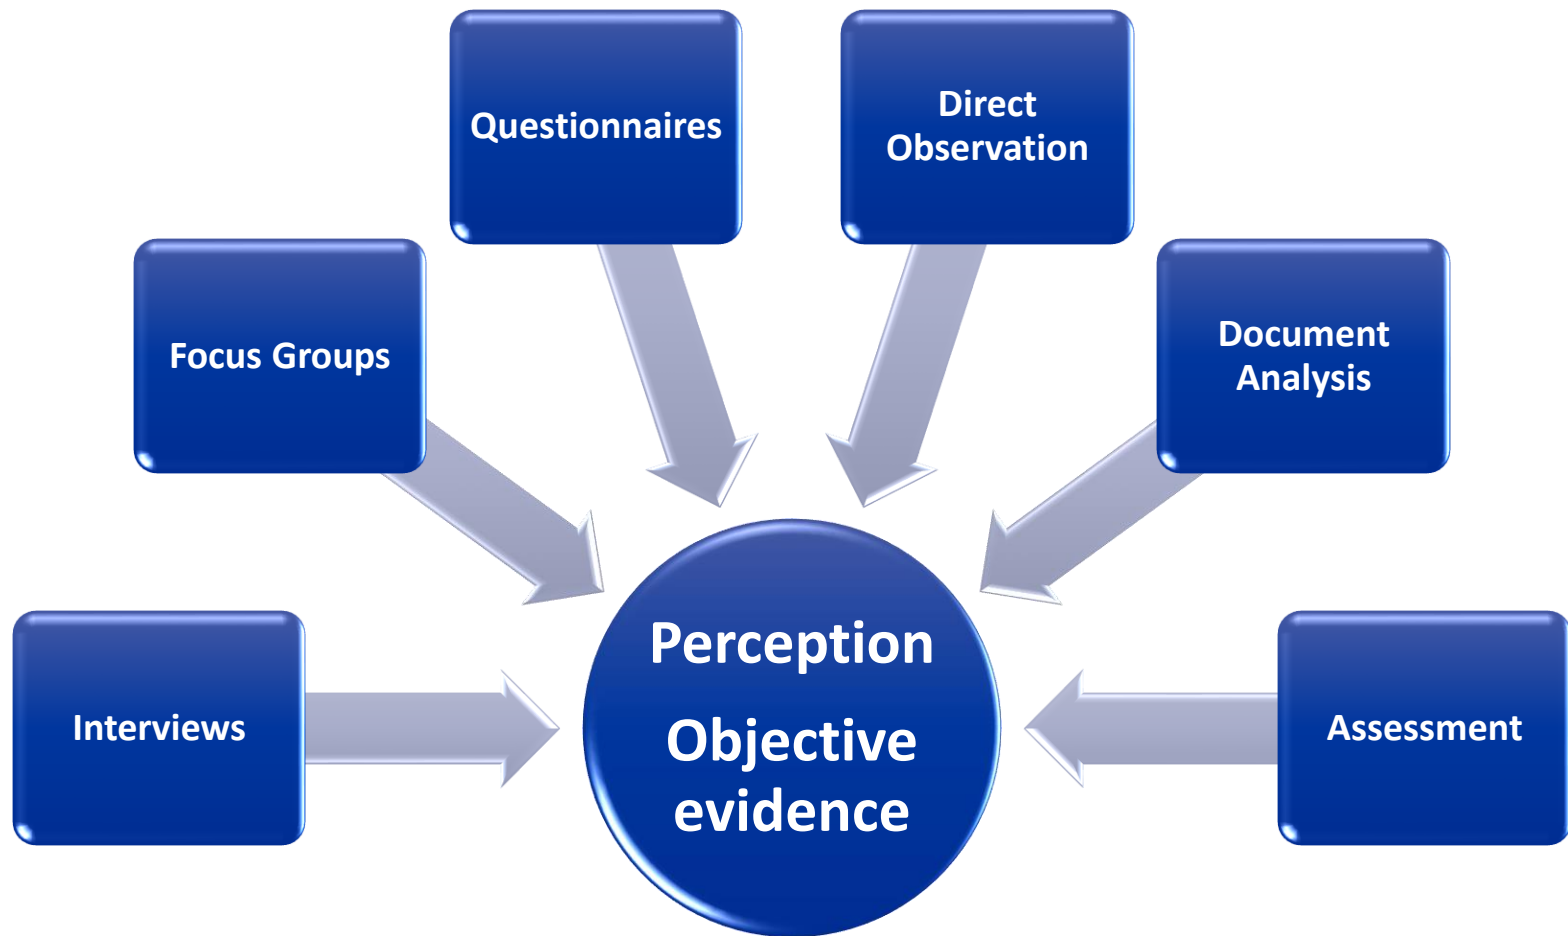 Questionnaires
Direct
Observation
Focus Groups
Document
Analysis
Interviews
Perception
Objective
evidence
Assessment